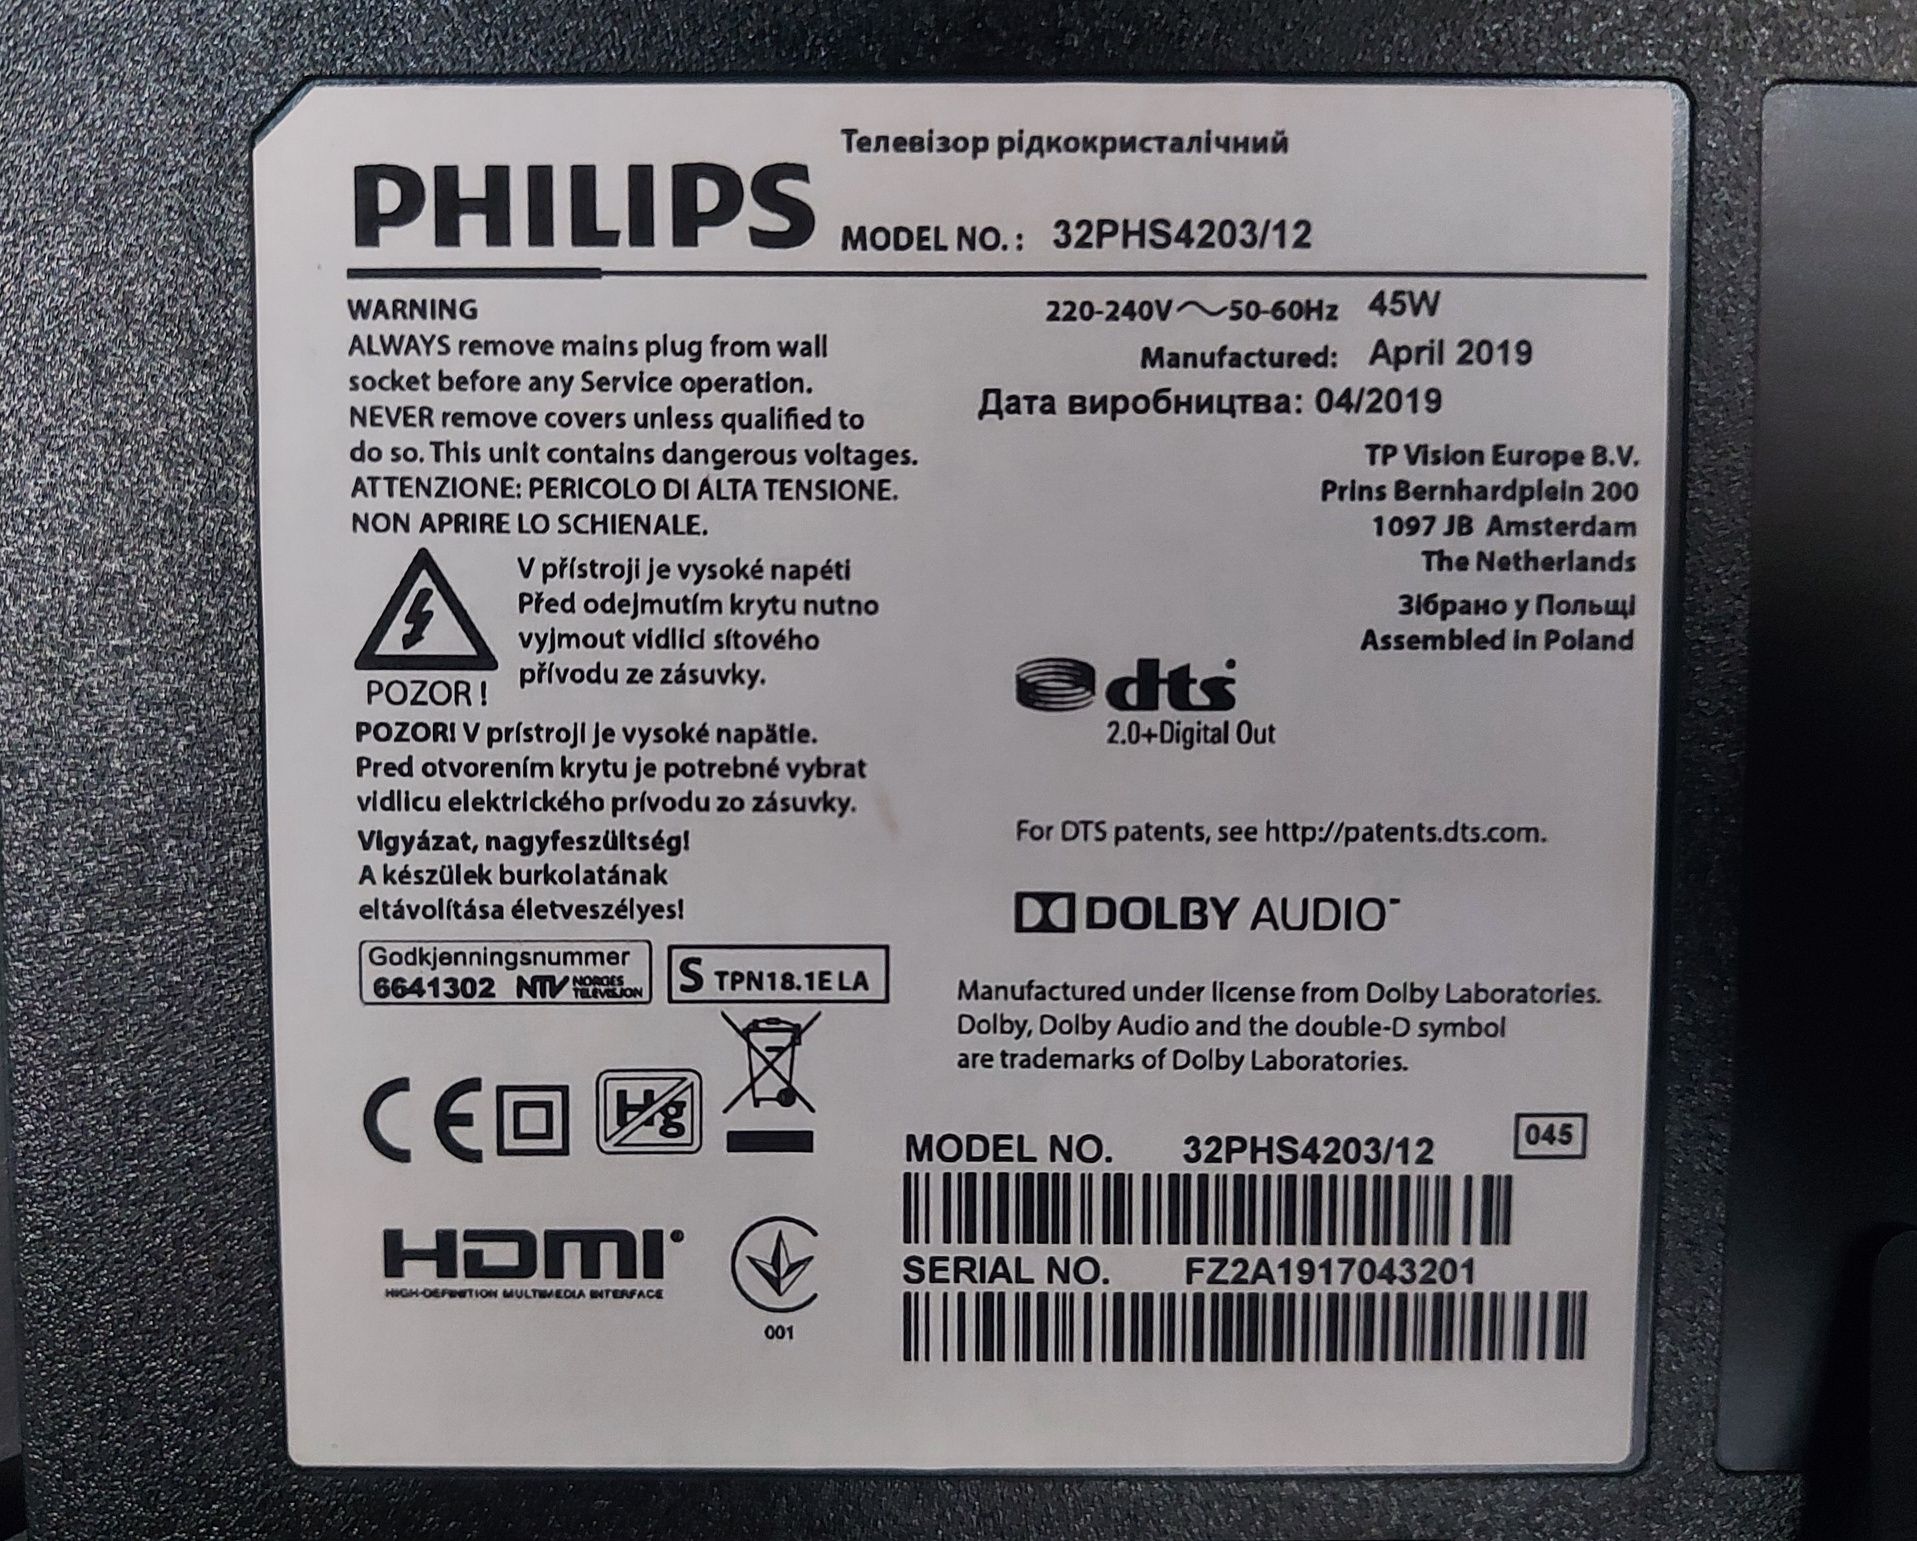 Телевізор рідкокристалічний
PHILIPS MODEL NO.: 32PHS4203/12
WARNING
ALWAYS remove mains plug from wall
socket before any Service operation.
NEVER remove covers unless qualified to
do so. This unit contains dangerous voltages.
ATTENZIONE: PERICOLO DI ALTA TENSIONE.
NON APRIRE LO SCHIENALE.
V přístroji je vysoké napéti
Před odejmutím krytu nutno
vyjmout vidlici sítového
přívodu ze zásuvky.
POZOR!
POZOR! V prístroji je vysoké napätie.
Pred otvorením krytu je potrebné vybrat
vidlicu elektrického prívodu zo zásuvky.
Vigyázat, nagyfeszültség!
A készülek burkolatának
eltávolítása életveszélyes!
Godkjenningsnummer
6641302 NTV NORGES TELEVISJON
S TPN18.1E LA
CE Hg
HDMI
HIGH-DEFINITION MULTIMEDIA INTERFACE
001
220-240V~50-60Hz 45W
Manufactured: April 2019
Дата виробництва: 04/2019
TP Vision Europe B.V.
Prins Bernhardplein 200
1097 JB Amsterdam
The Netherlands
Зібрано у Польщі
Assembled in Poland
dts
2.0+Digital Out
For DTS patents, see http://patents.dts.com.
DOLBY AUDIO™
Manufactured under license from Dolby Laboratories.
Dolby, Dolby Audio and the double-D symbol
are trademarks of Dolby Laboratories.
045
MODEL NO. 32PHS4203/12
SERIAL NO. FZ2A1917043201